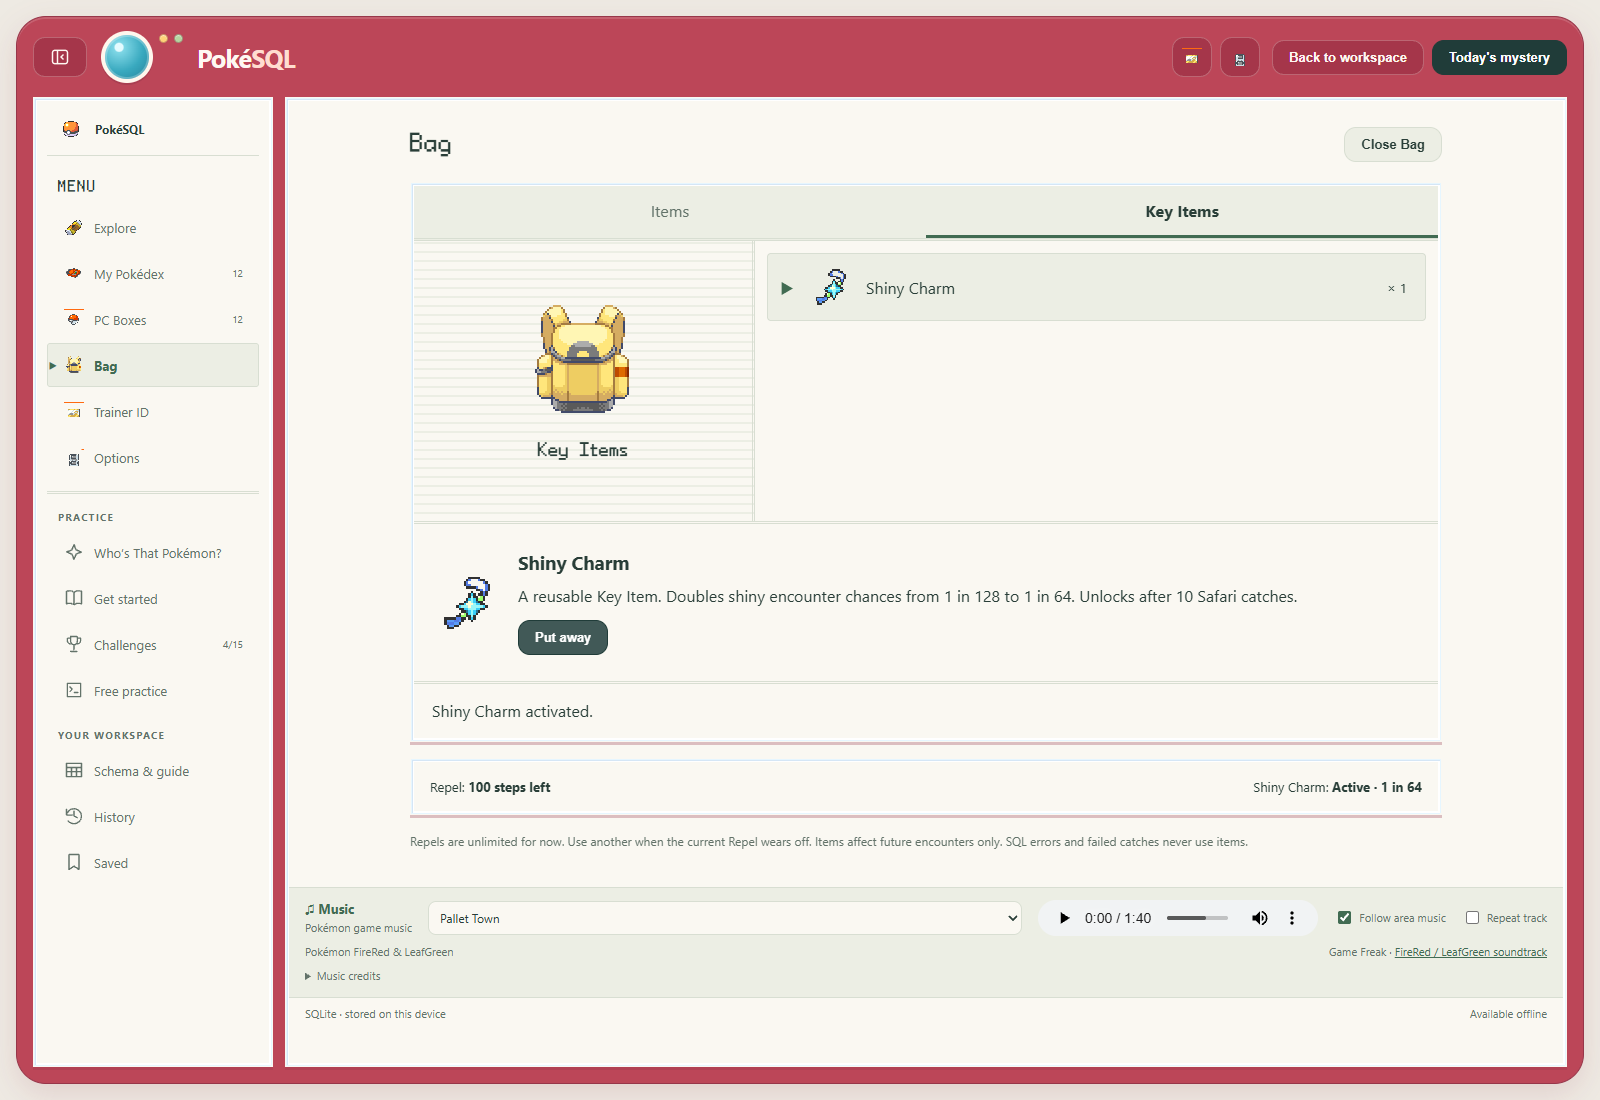 PokéSQL
Back to workspace
Today's mystery
PokéSQL
MENU
Explore
My Pokédex 12
PC Boxes 12
Bag
Trainer ID
Options
PRACTICE
Who's That Pokémon?
Get started
Challenges 4/15
Free practice
YOUR WORKSPACE
Schema & guide
History
Saved
Bag
Close Bag
Items
Key Items
Key Items
Shiny Charm × 1
Shiny Charm
A reusable Key Item. Doubles shiny encounter chances from 1 in 128 to 1 in 64. Unlocks after 10 Safari catches.
Put away
Shiny Charm activated.
Repel: 100 steps left
Shiny Charm: Active · 1 in 64
Repels are unlimited for now. Use another when the current Repel wears off. Items affect future encounters only. SQL errors and failed catches never use items.
♫ Music
Pokémon game music
Pallet Town
0:00 / 1:40
Follow area music
Repeat track
Pokémon FireRed & LeafGreen
Game Freak · FireRed / LeafGreen soundtrack
Music credits
SQLite · stored on this device
Available offline